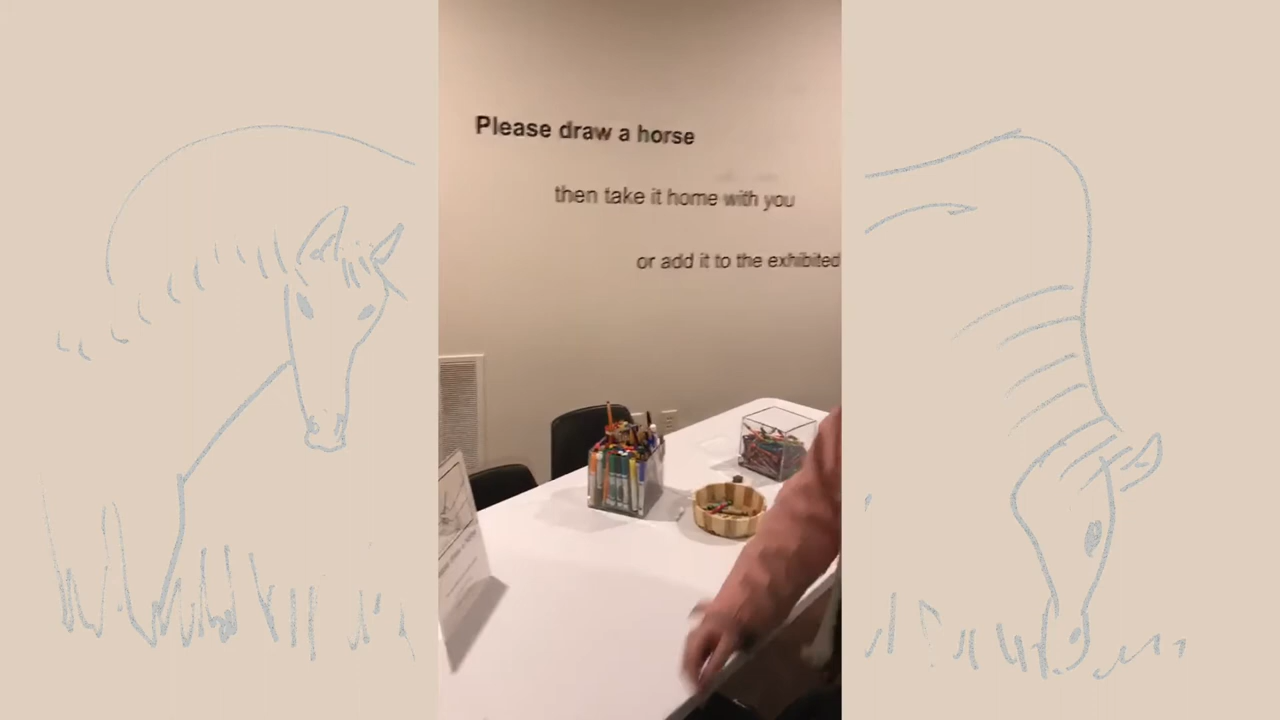 Please draw a horse
then take it home with you
or add it to the exhibited